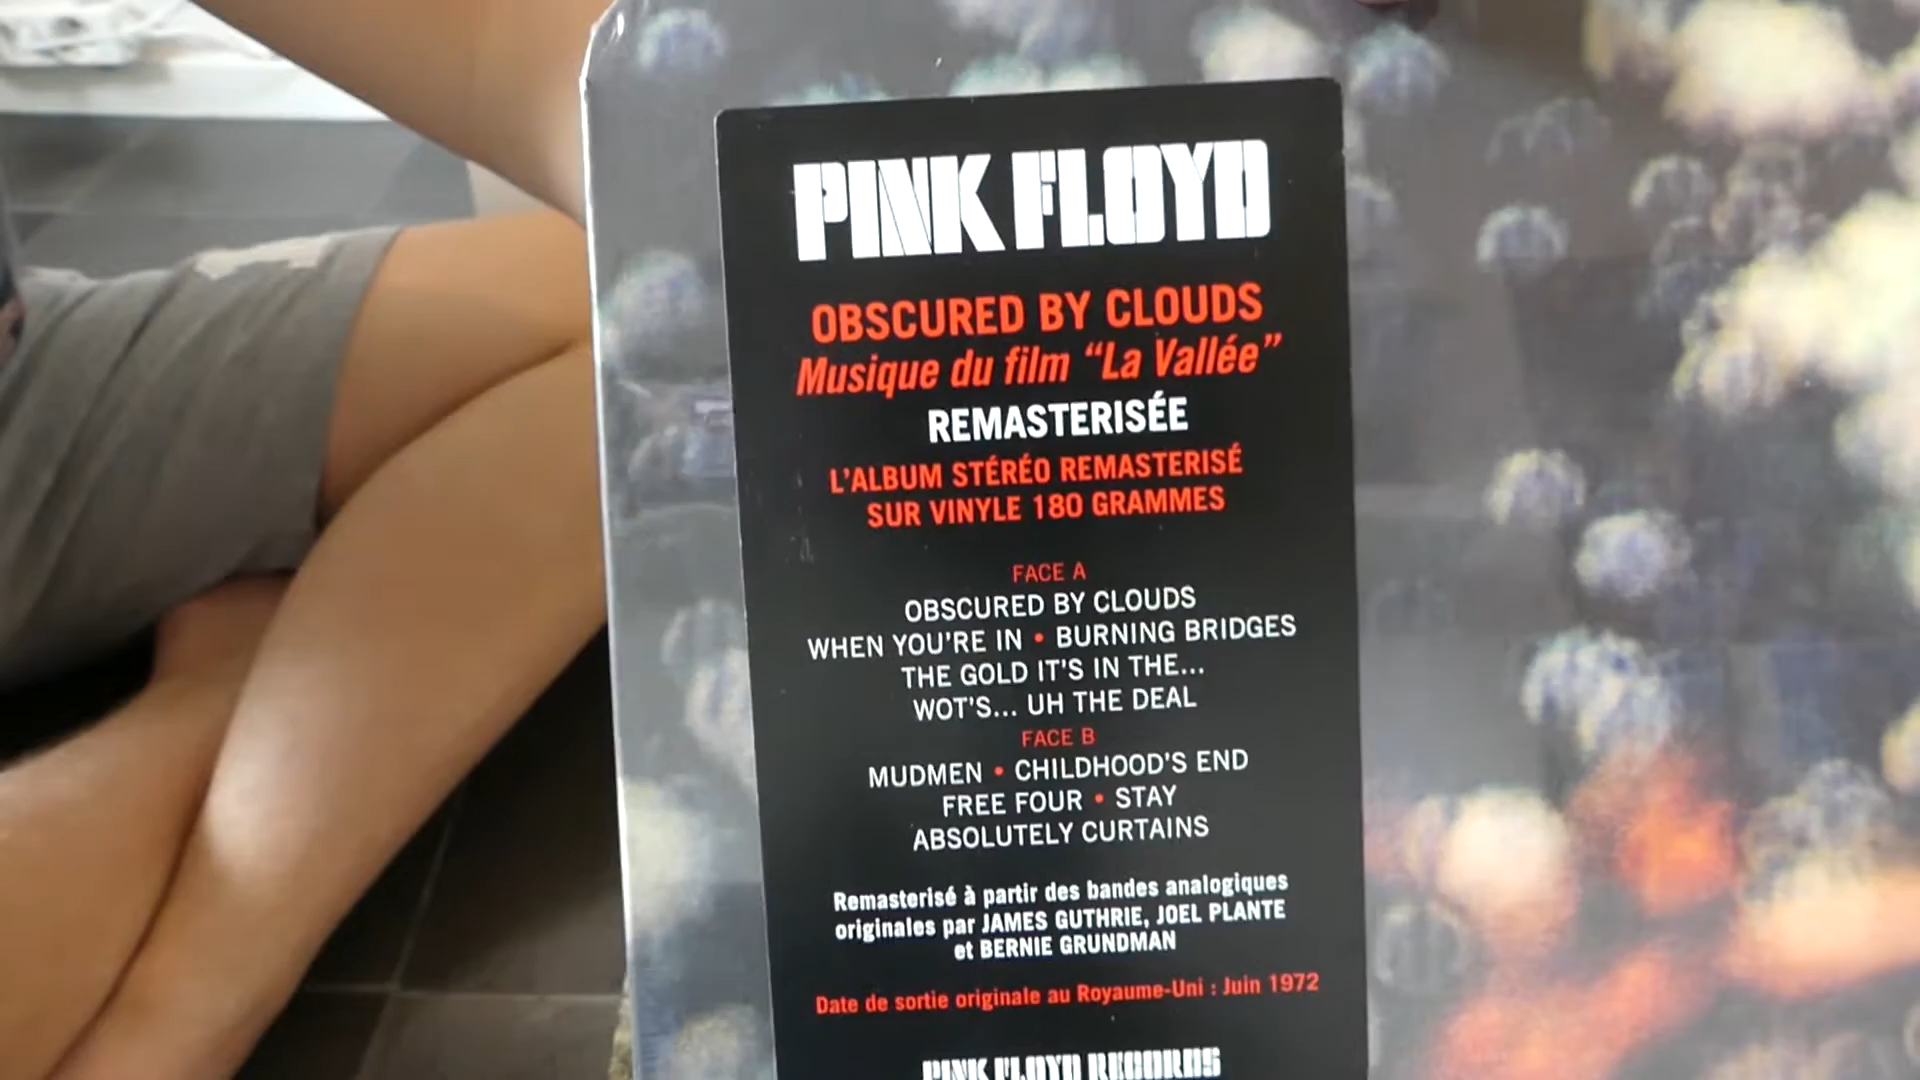 PINK FLOYD
OBSCURED BY CLOUDS
Musique du film “La Vallée”
REMASTERISÉE
L'ALBUM STÉRÉO REMASTERISÉ
SUR VINYLE 180 GRAMMES
FACE A
OBSCURED BY CLOUDS
WHEN YOU'RE IN • BURNING BRIDGES
THE GOLD IT'S IN THE...
WOT'S... UH THE DEAL
FACE B
MUDMEN • CHILDHOOD'S END
FREE FOUR • STAY
ABSOLUTELY CURTAINS
Remasterisé à partir des bandes analogiques
originales par JAMES GUTHRIE, JOEL PLANTE
et BERNIE GRUNDMAN
Date de sortie originale au Royaume-Uni : Juin 1972
PINK FLOYD RECORDS